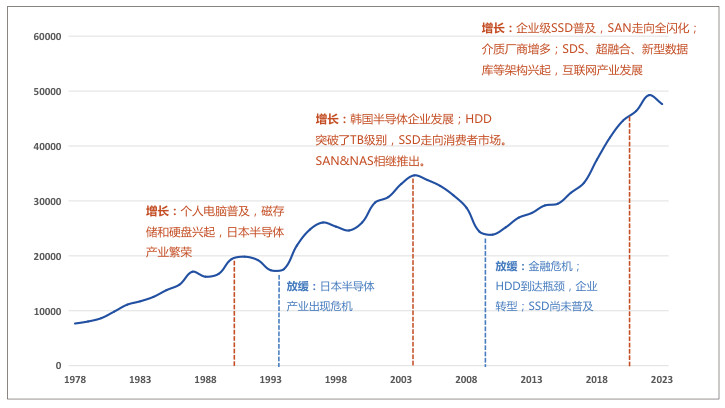 增长：企业级SSD普及，SAN走向全闪化；
介质厂商增多；SDS、超融合、新型数据
库等架构兴起，互联网产业发展
60000
50000
增长：韩国半导体企业发展；HDD
突破了TB级别，SSD走向消费者市场。
SAN&NAS相继推出。
40000
30000
增长：个人电脑普及，磁存
储和硬盘兴起，日本半导体
产业繁荣
20000
放缓：日本半导体
产业出现危机
放缓：金融危机；
HDD到达瓶颈，企业
转型；SSD尚未普及
10000
0
1978 1983 1988 1993 1998 2003 2008 2013 2018 2023